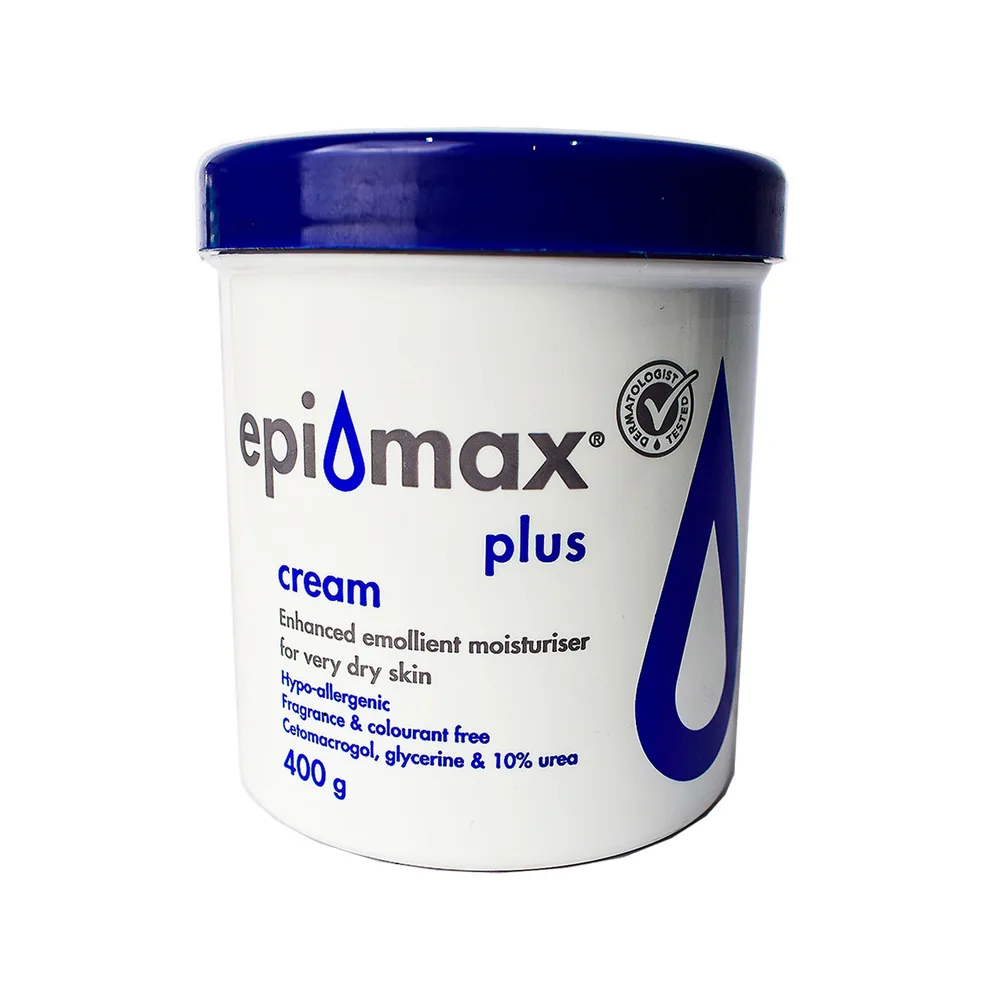 epimax®
plus
DERMATOLOGIST
TESTED
cream
Enhanced emollient moisturiser
for very dry skin
Hypo-allergenic
Fragrance & colourant free
Cetomacrogol, glycerine & 10% urea
400 g